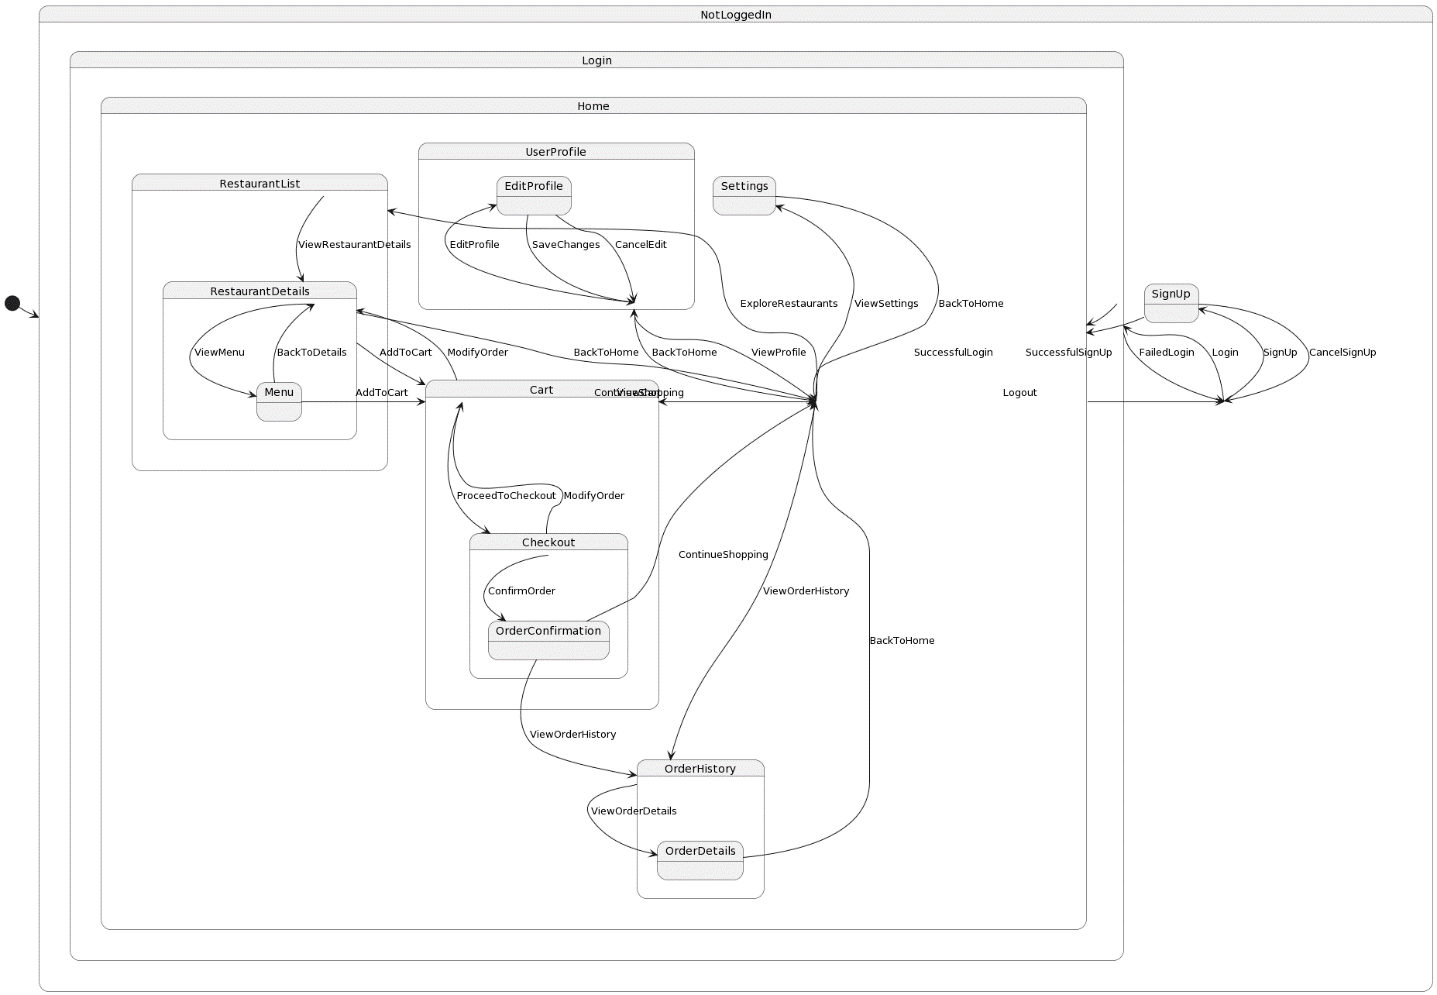 NotLoggedIn
Login
Home
UserProfile
RestaurantList
EditProfile
Settings
ViewRestaurantDetails
EditProfile
SaveChanges
CancelEdit
RestaurantDetails
SignUp
ExploreRestaurants
ViewSettings
BackToHome
ViewMenu
BackToDetails
AddToCart
ModifyOrder
BackToHome
BackToHome
ViewProfile
SuccessfulLogin
SuccessfulSignUp
FailedLogin
Login
SignUp
CancelSignUp
Menu
AddToCart
Cart
ContinueShopping
ViewCart
Logout
ProceedToCheckout
ModifyOrder
Checkout
ContinueShopping
ConfirmOrder
ViewOrderHistory
OrderConfirmation
BackToHome
ViewOrderHistory
OrderHistory
ViewOrderDetails
OrderDetails